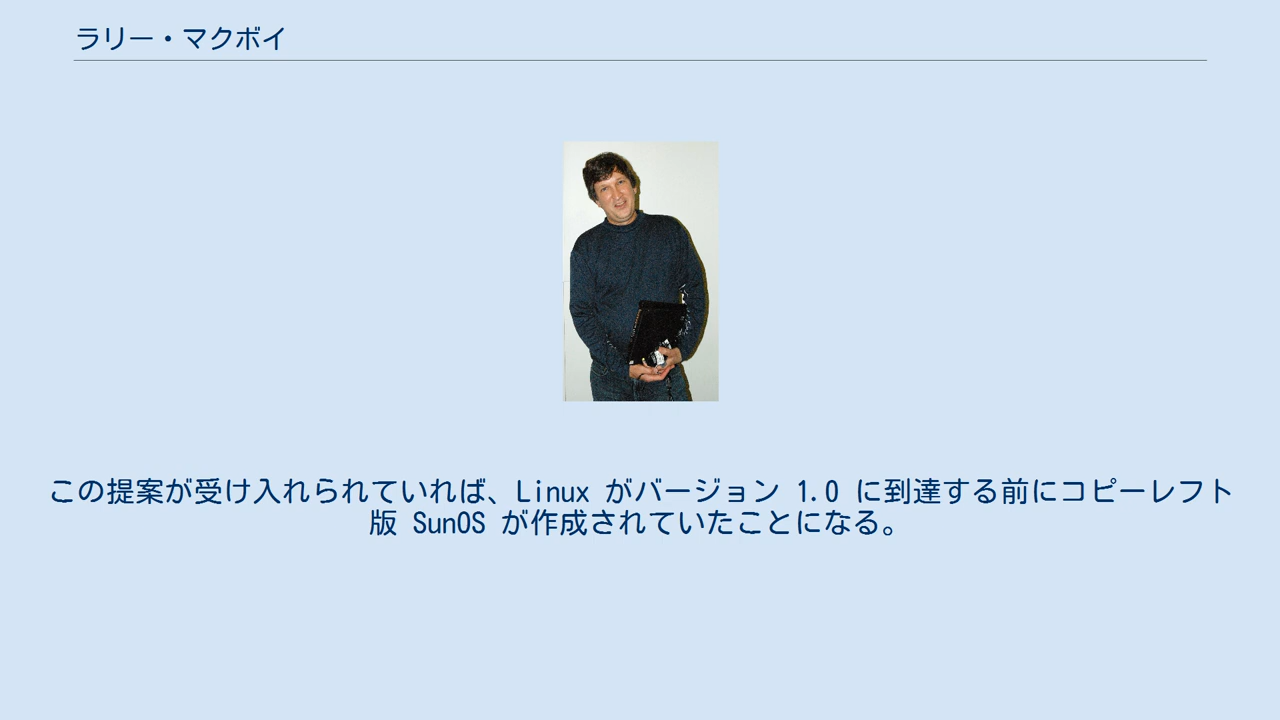 ラリー・マクボイ
この提案が受け入れられていれば、Linux がバージョン 1.0 に到達する前にコピーレフト
版 SunOS が作成されていたことになる。